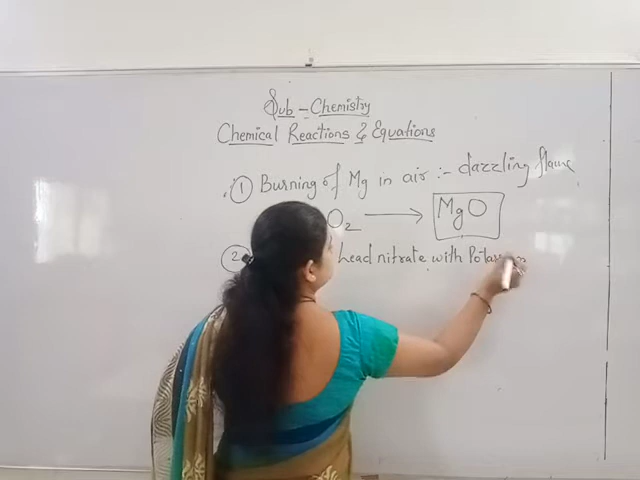 Sub - Chemistry
Chemical Reactions & Equations
① Burning of Mg in air :- dazzling flame
O2 → MgO
② Lead nitrate with